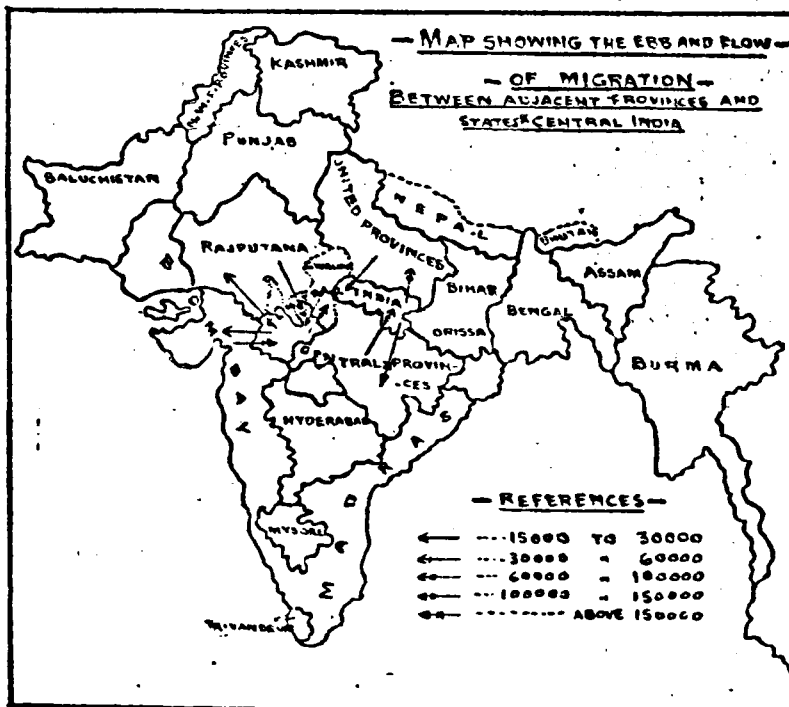 — MAP SHOWING THE EBB AND FLOW —
— OF MIGRATION —
BETWEEN ADJACENT PROVINCES AND
STATES & CENTRAL INDIA
KASHMIR
PUNJAB
BALUCHISTAN
RAJPUTANA
UNITED PROVINCES
NEPAL
BHUTAN
ASSAM
BIHAR
ORISSA
BENGAL
BURMA
INDIA
CENTRAL PROVIN-
-CES
BOMBAY
HYDERABAD
MADRAS
MYSORE
— REFERENCES —
15000 TO 30000
30000 " 60000
60000 " 100000
100000 " 150000
ABOVE 150000